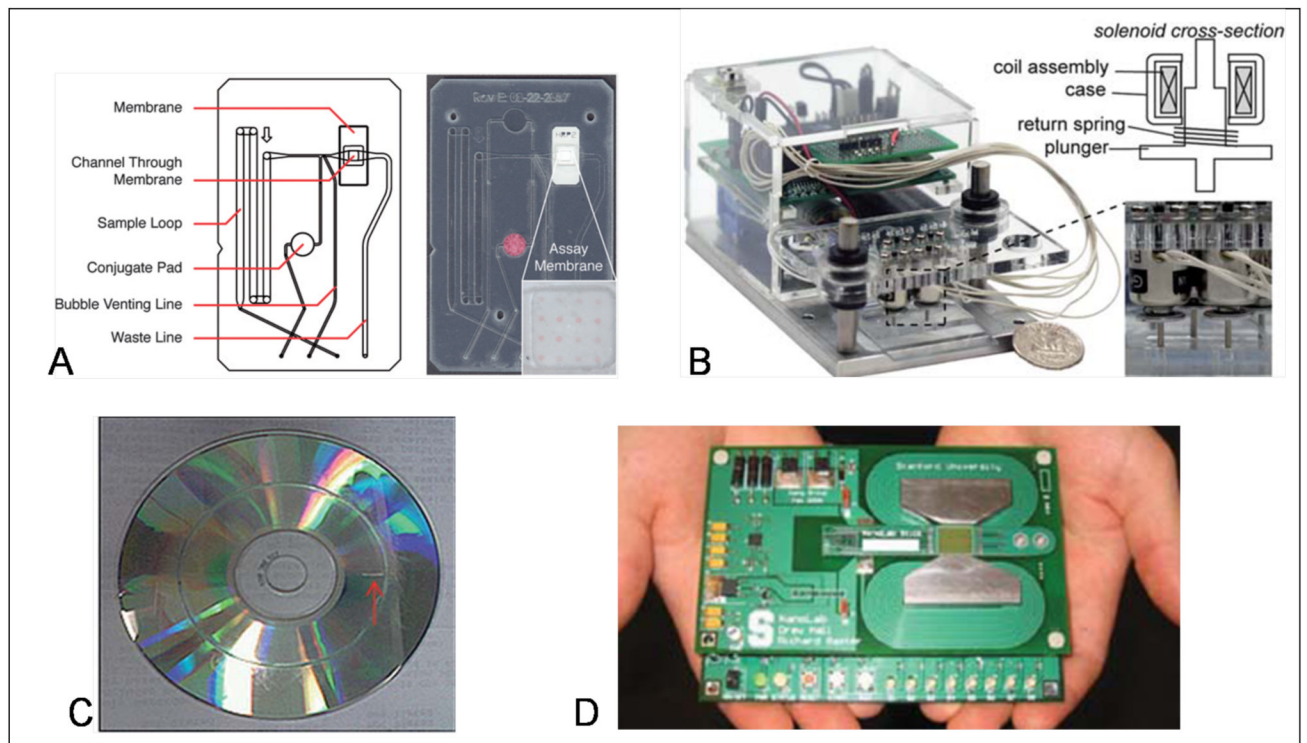 Membrane
Channel Through
Membrane
Sample Loop
Conjugate Pad
Bubble Venting Line
Waste Line
A
Assay
Membrane
solenoid cross-section
coil assembly
case
return spring
plunger
B
C
Stanford University
S NanoLab
Drew Hall
Richard Gaster
D